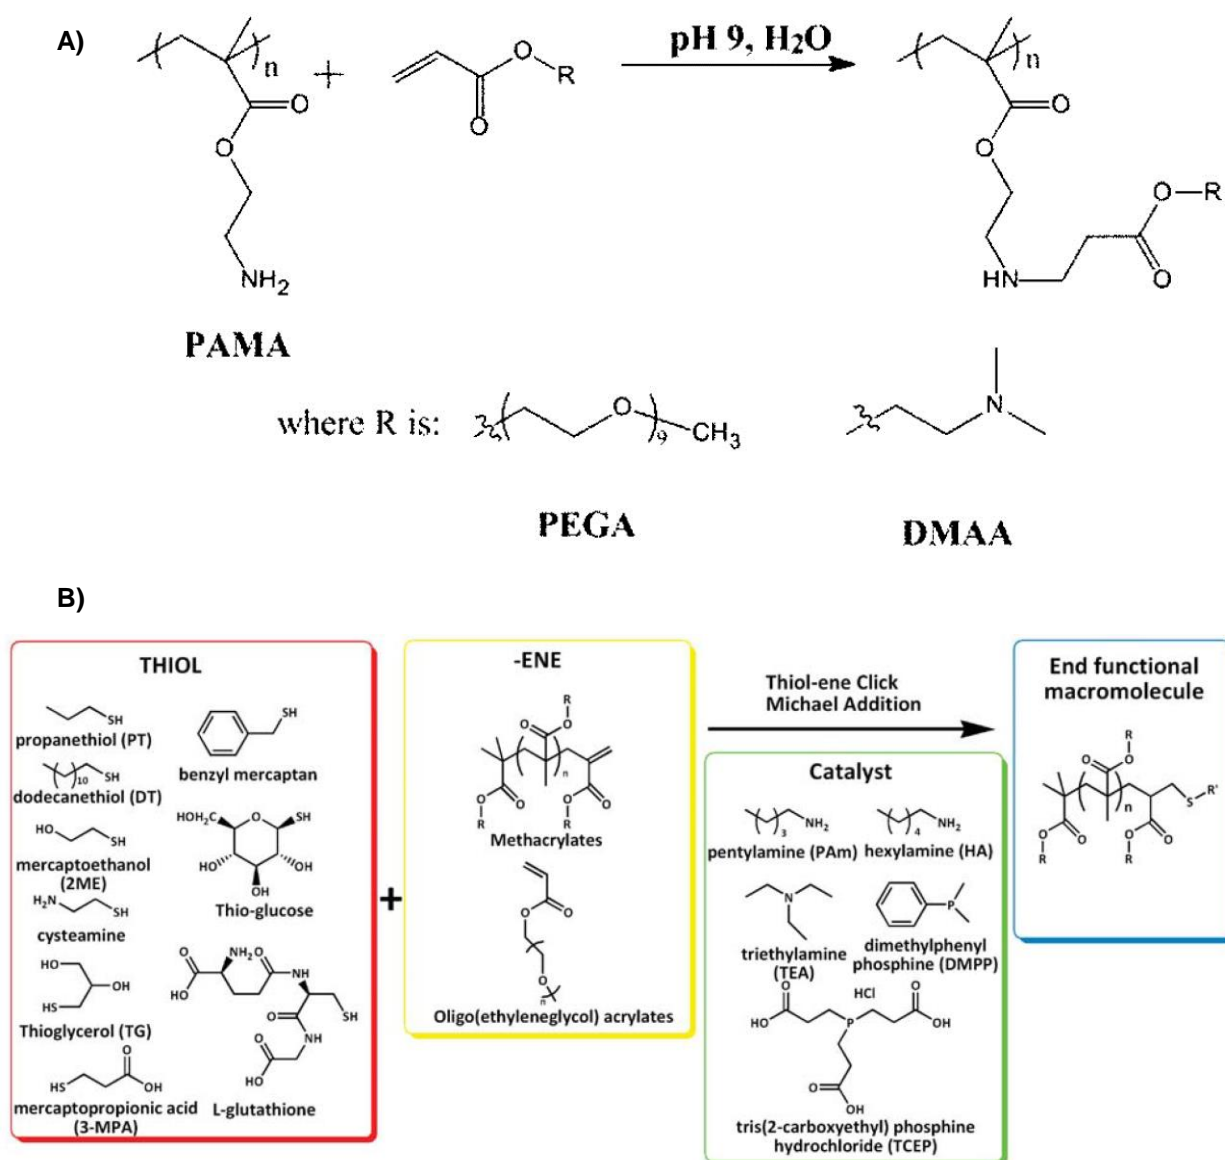 A)
pH 9, H2O
n
+
O
R
O
n
O
O
O
O
O
R
NH2
HN
O
PAMA
where R is:
O
9
CH3
N
PEGA
DMAA
B)
THIOL
SH
propanethiol (PT)
10
SH
dodecanethiol (DT)
HO
SH
mercaptoethanol
(2ME)
H2N
SH
cysteamine
HO
OH
HS
Thioglycerol (TG)
O
HS
OH
mercaptopropionic acid
(3-MPA)
SH
benzyl mercaptan
HOH2C
O
SH
HO
OH
OH
Thio-glucose
O
NH2
O
NH
HO
SH
O
NH
O
HO
L-glutathione
+
-ENE
R
O
O
n
O
O
O
O
R
R
Methacrylates
O
O
O
n
Oligo(ethyleneglycol) acrylates
Thiol-ene Click
Michael Addition
Catalyst
3
NH2
pentylamine (PAm)
4
NH2
hexylamine (HA)
N
triethylamine
(TEA)
P
dimethylphenyl
phosphine (DMPP)
O
HCl
O
HO
P
OH
O
OH
tris(2-carboxyethyl) phosphine
hydrochloride (TCEP)
End functional
macromolecule
R
O
O
n
S
R'
O
O
O
O
R
R